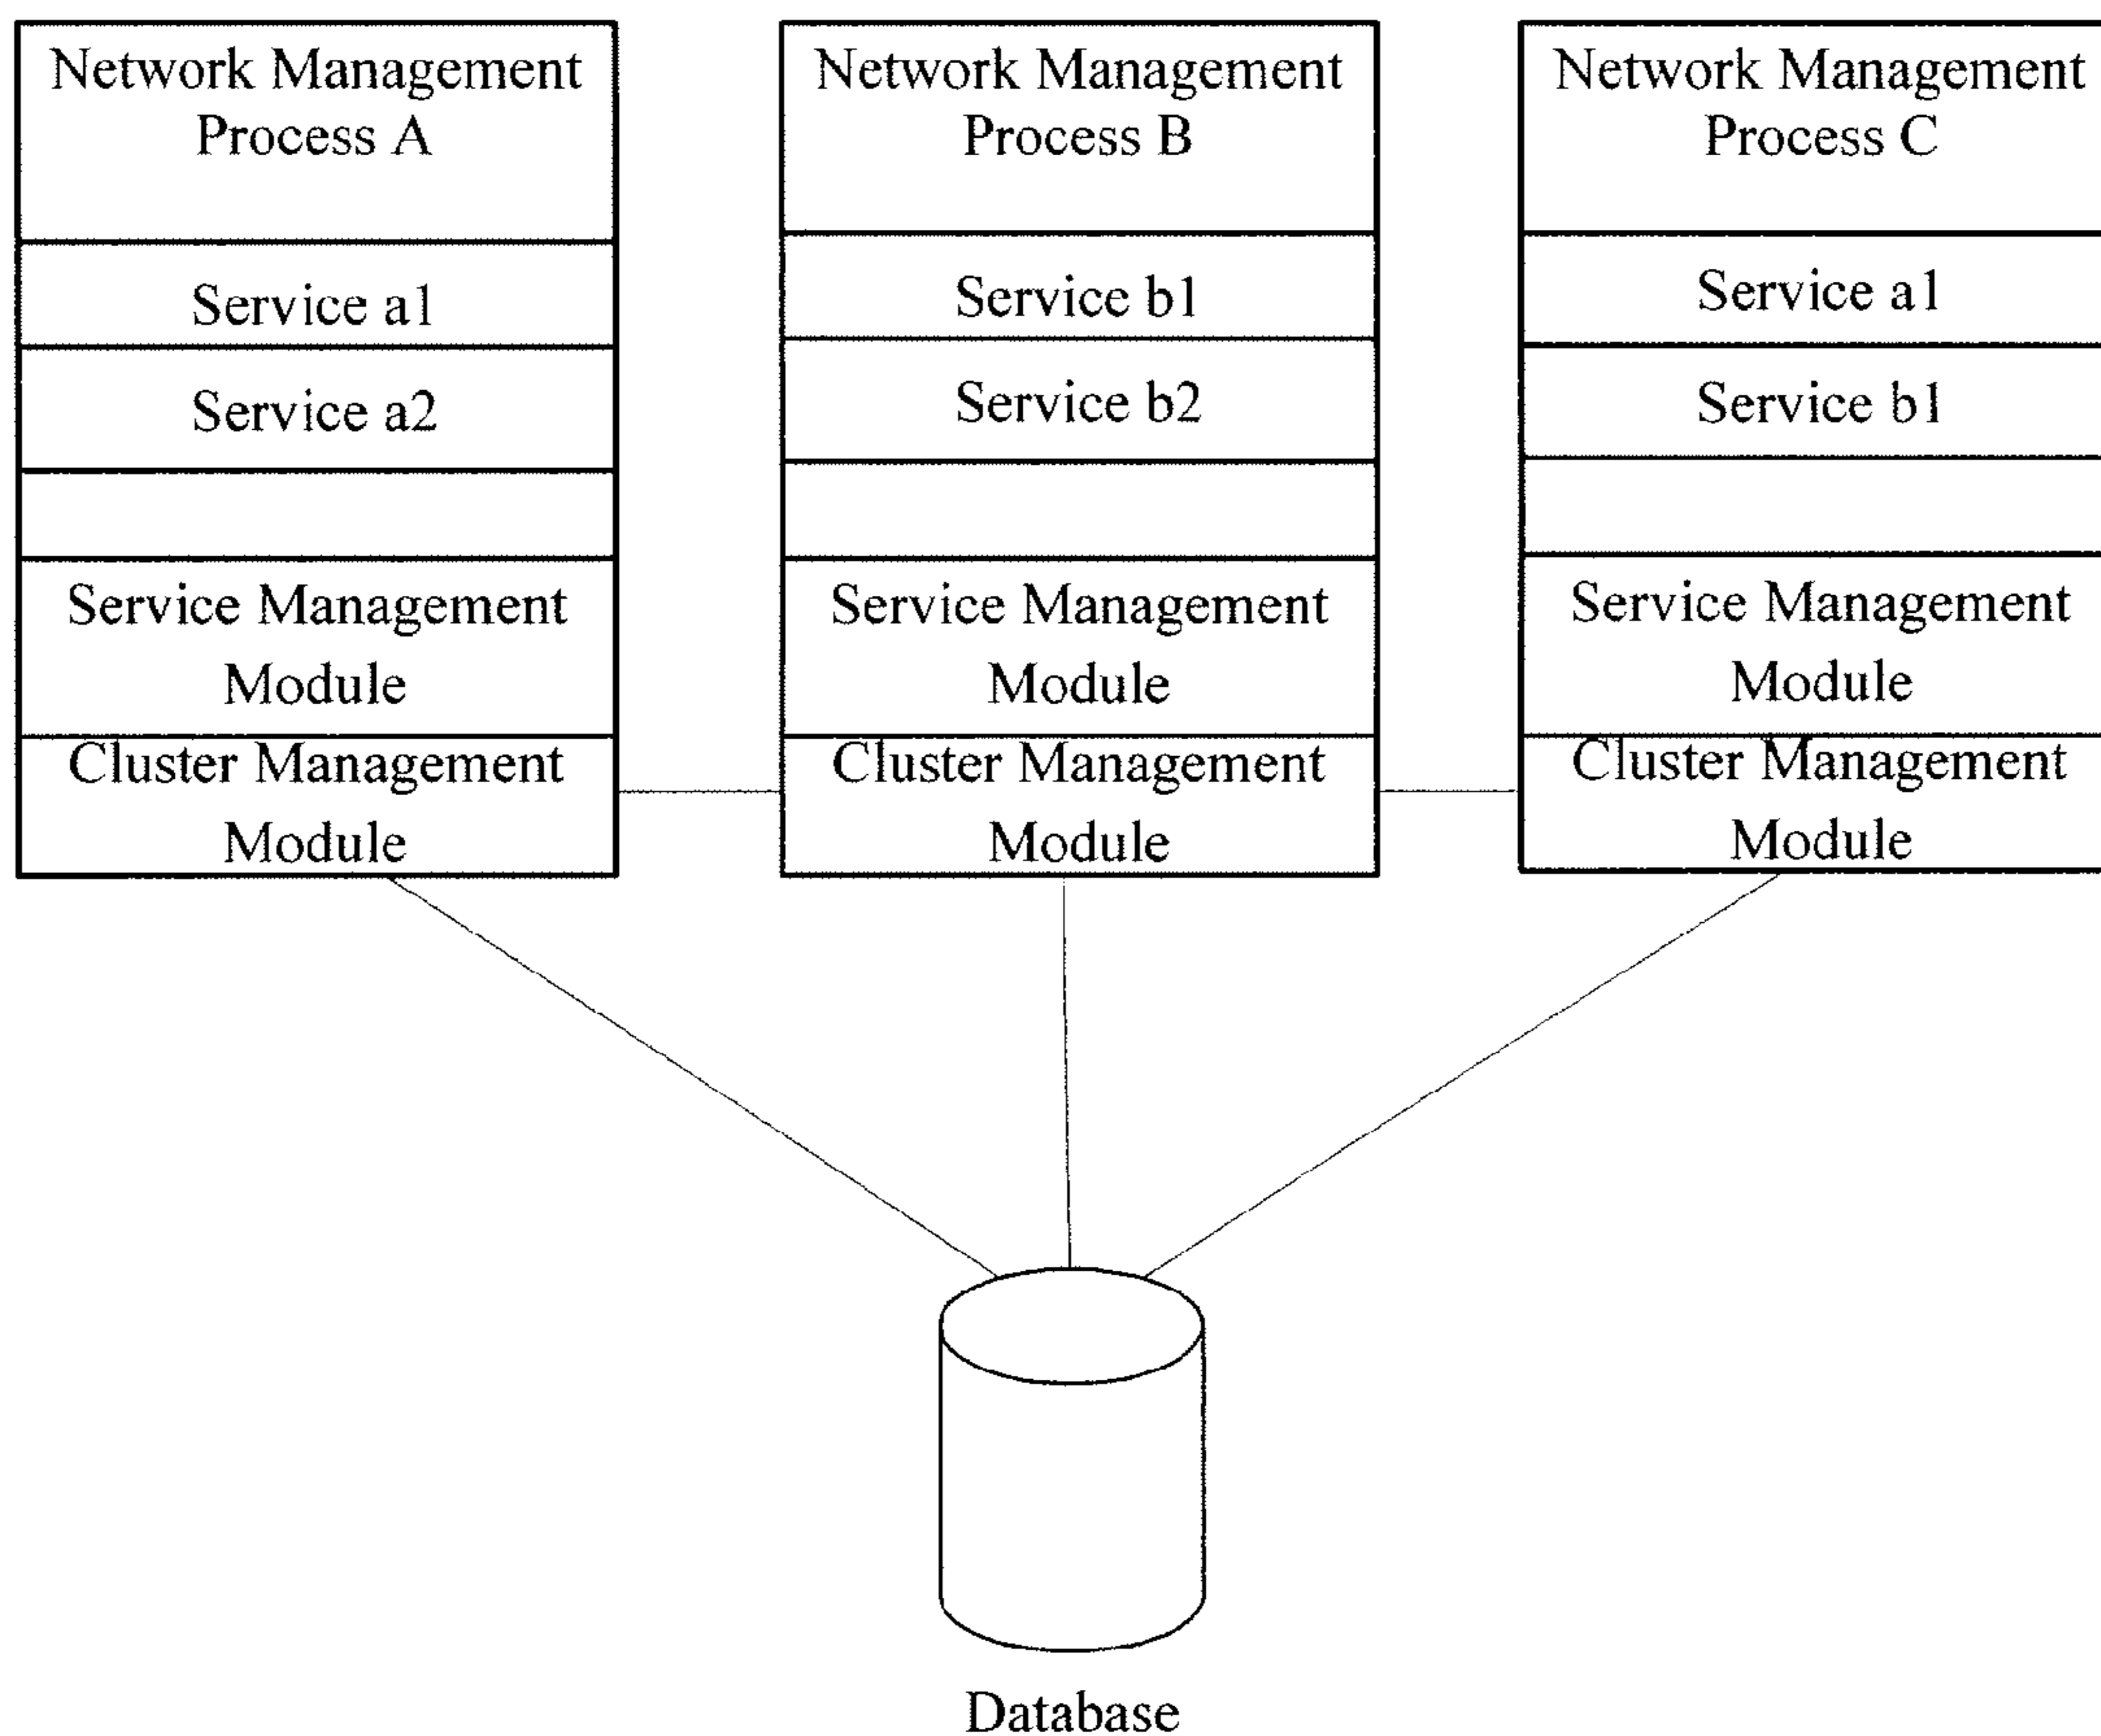 Network Management
Process A
Service a1
Service a2
Service Management
Module
Cluster Management
Module
Network Management
Process B
Service b1
Service b2
Service Management
Module
Cluster Management
Module
Network Management
Process C
Service a1
Service b1
Service Management
Module
Cluster Management
Module
Database